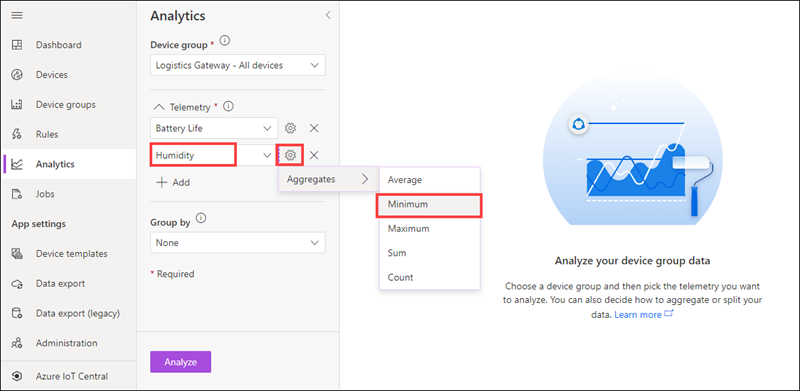 Dashboard
Devices
Device groups
Rules
Analytics
Jobs
App settings
Device templates
Data export
Data export (legacy)
Administration
Azure IoT Central
Analytics
Device group *
Logistics Gateway - All devices
Telemetry *
Battery Life
Humidity
Add
Group by
None
* Required
Analyze
Aggregates
Average
Minimum
Maximum
Sum
Count
Analyze your device group data
Choose a device group and then pick the telemetry you want
to analyze. You can also decide how to aggregate or split your
data. Learn more